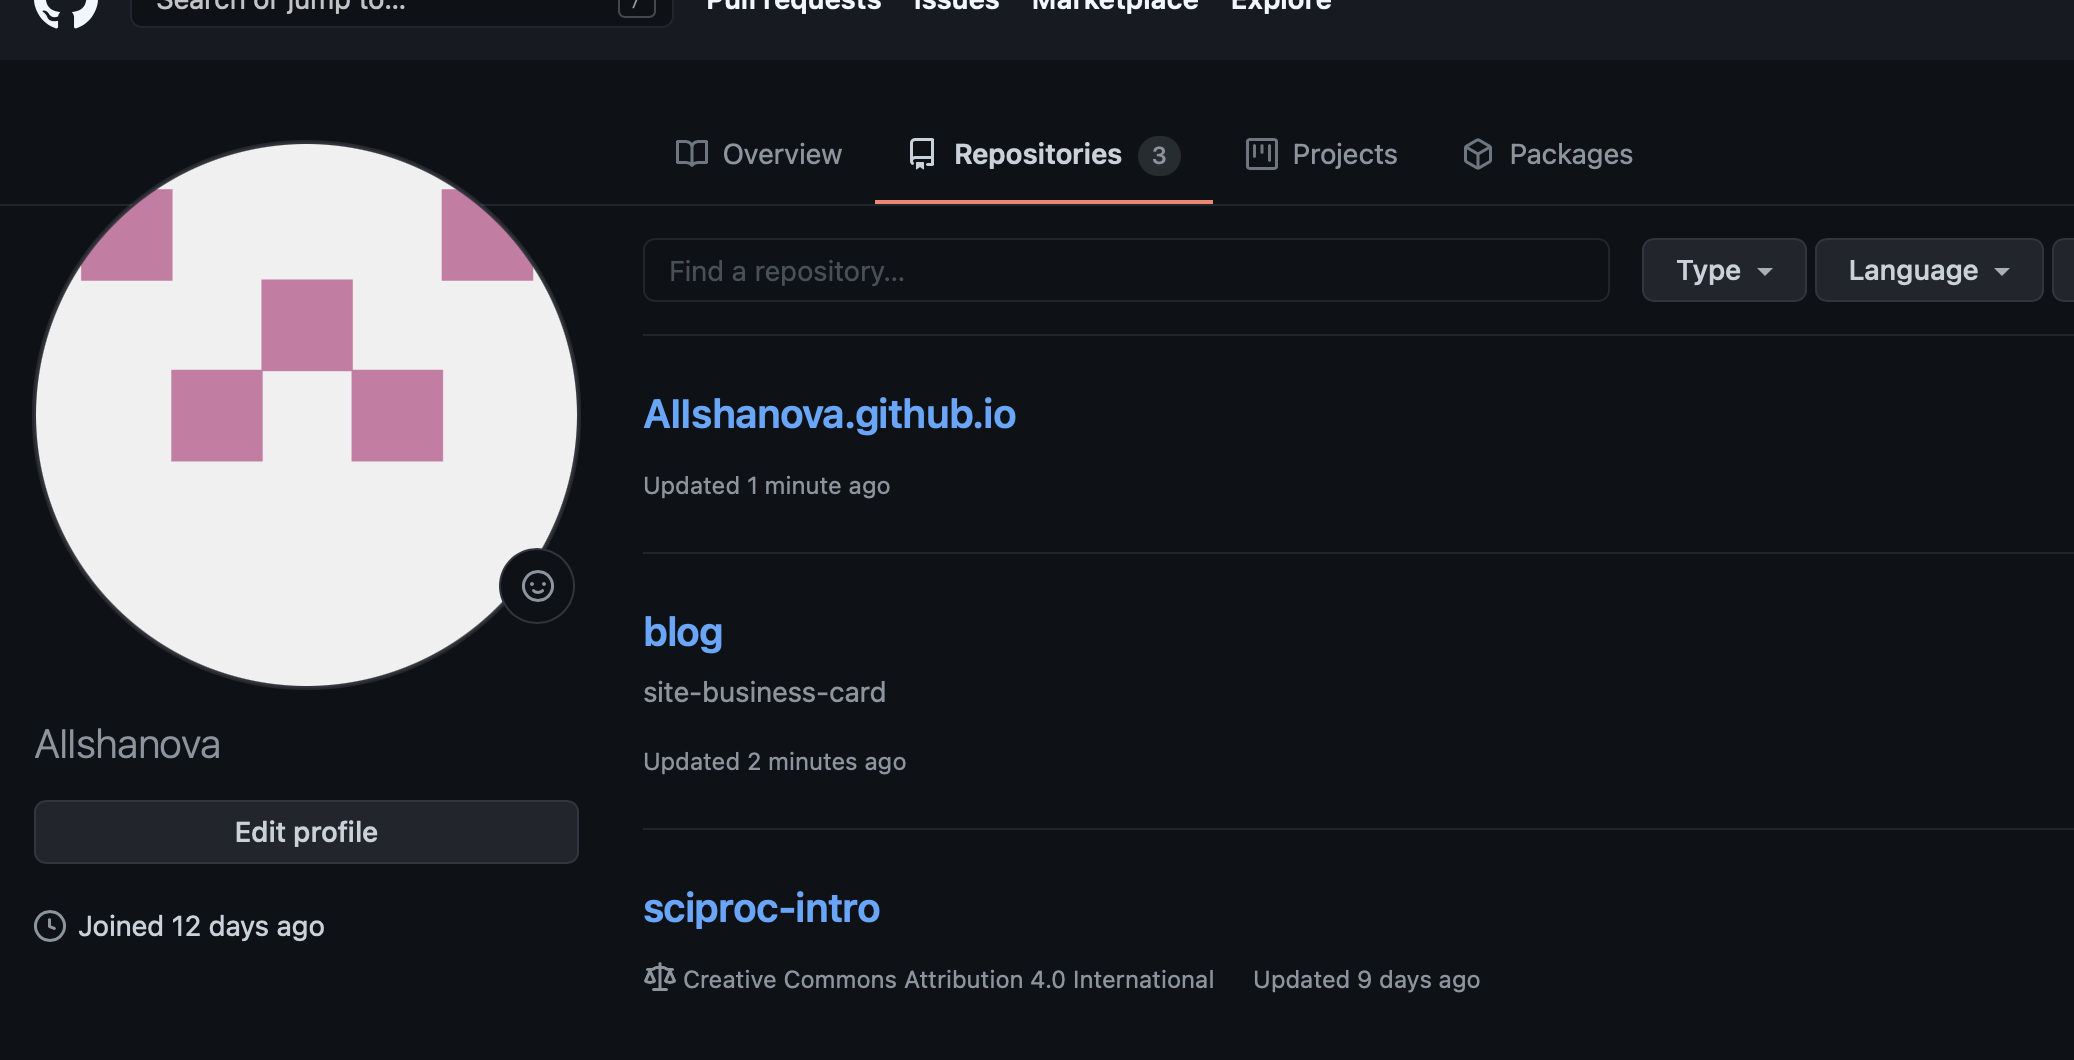 Search or jump to...
/
Pull requests
Issues
Marketplace
Explore
Overview
Repositories 3
Projects
Packages
Find a repository...
Type
Language
AIIshanova.github.io
Updated 1 minute ago
blog
site-business-card
Updated 2 minutes ago
sciproc-intro
Creative Commons Attribution 4.0 International
Updated 9 days ago
AIIshanova
Edit profile
Joined 12 days ago